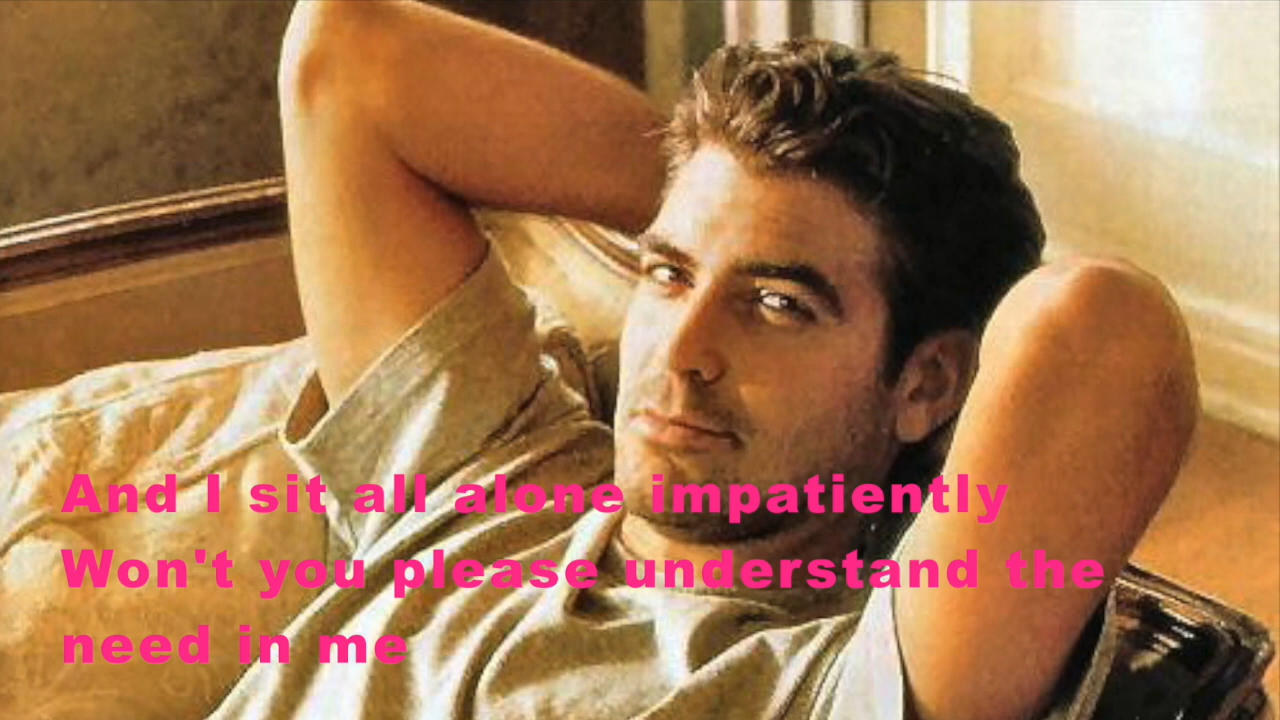 And I sit all alone impatiently
Won't you please understand the
need in me